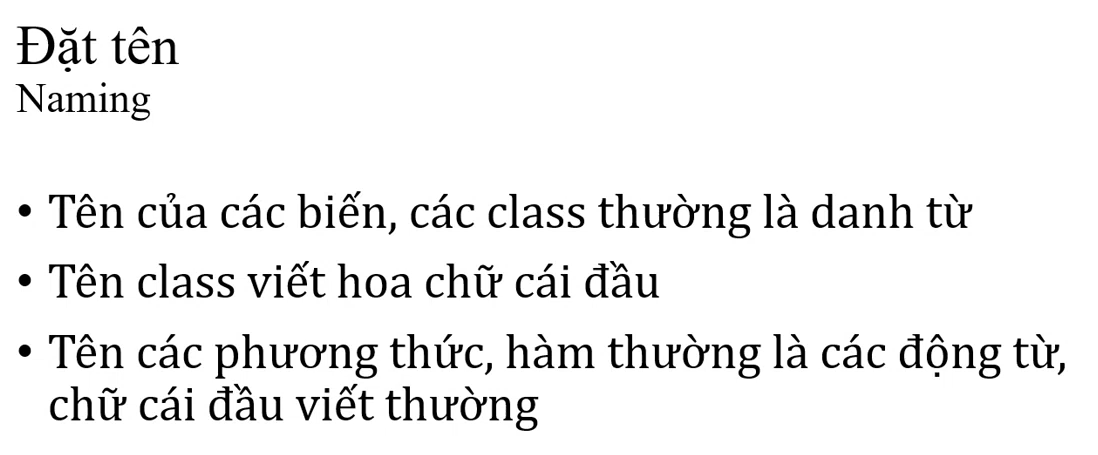 Đặt tên
Naming
• Tên của các biến, các class thường là danh từ
• Tên class viết hoa chữ cái đầu
• Tên các phương thức, hàm thường là các động từ,
chữ cái đầu viết thường